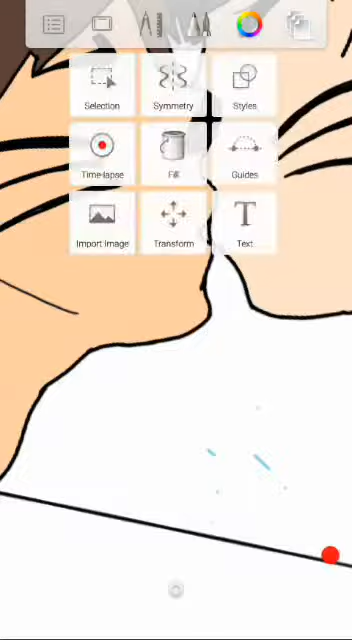 Selection Symmetry Styles
Time-lapse Fill Guides
Import Image Transform Text